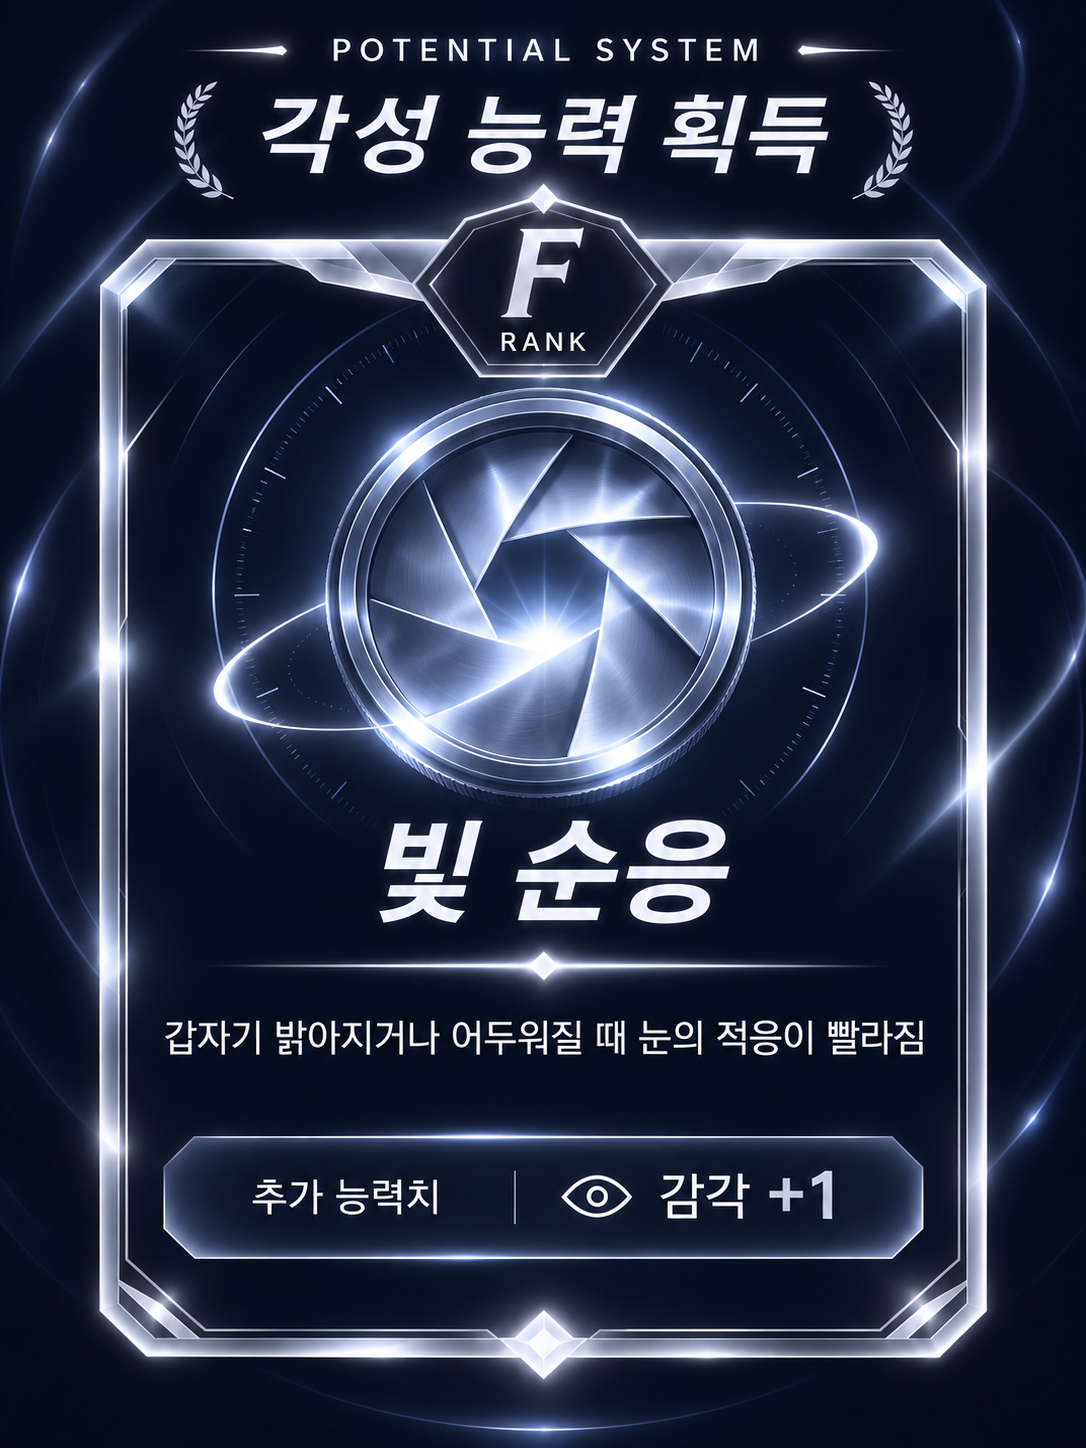 POTENTIAL SYSTEM
각성 능력 획득
F
RANK
빛 순응
갑자기 밝아지거나 어두워질 때 눈의 적응이 빨라짐
추가 능력치 감각 +1